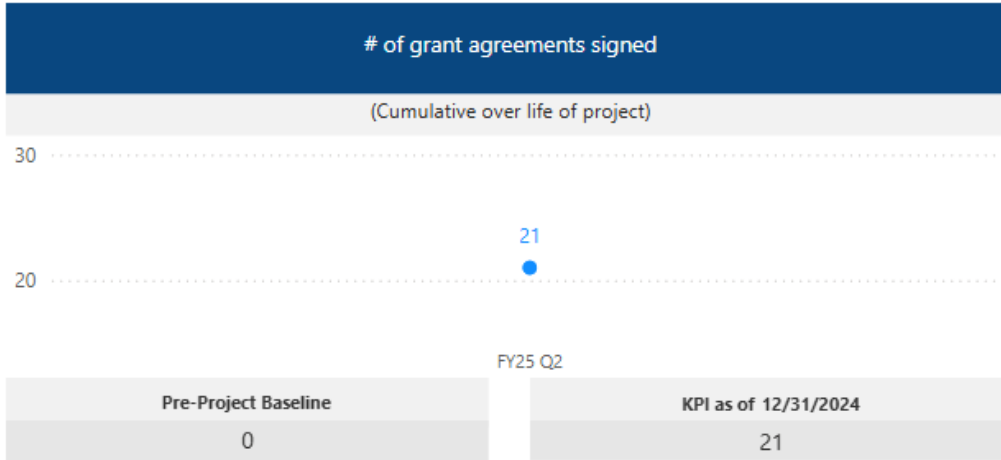 # of grant agreements signed
(Cumulative over life of project)
30
21
20
FY25 Q2
Pre-Project Baseline
KPI as of 12/31/2024
0
21